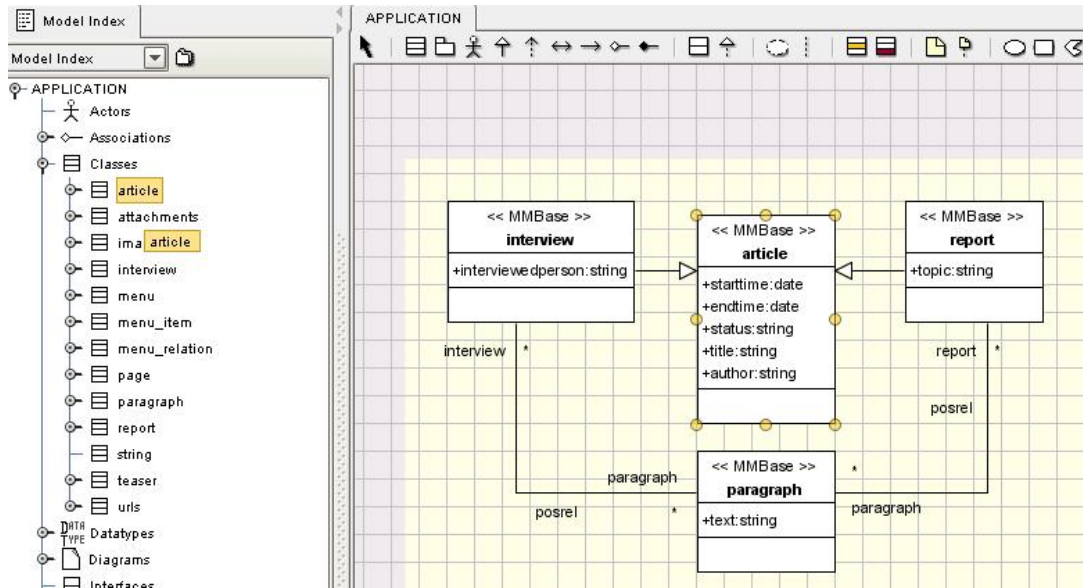 Model Index
Model Index
APPLICATION
Actors
Associations
Classes
article
attachments
ima article
interview
menu
menu_item
menu_relation
page
paragraph
report
string
teaser
urls
DATA TYPE Datatypes
Diagrams
Interfaces
APPLICATION
<< MMBase >>
interview
+interviewedperson:string
<< MMBase >>
article
+starttime:date
+endtime:date
+status:string
+title:string
+author:string
<< MMBase >>
report
+topic:string
interview *
report *
posrel
paragraph
posrel *
<< MMBase >>
paragraph
+text:string
*
paragraph